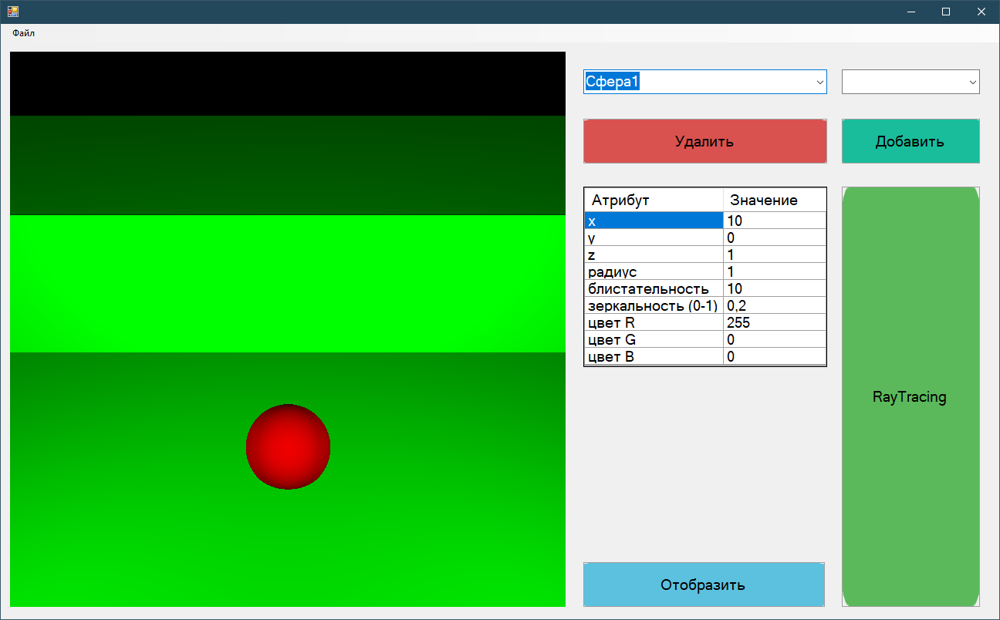 Файл
Сфера1
Удалить
Добавить
Атрибут Значение
x 10
y 0
z 1
радиус 1
блистательность 10
зеркальность (0-1) 0,2
цвет R 255
цвет G 0
цвет B 0
RayTracing
Отобразить